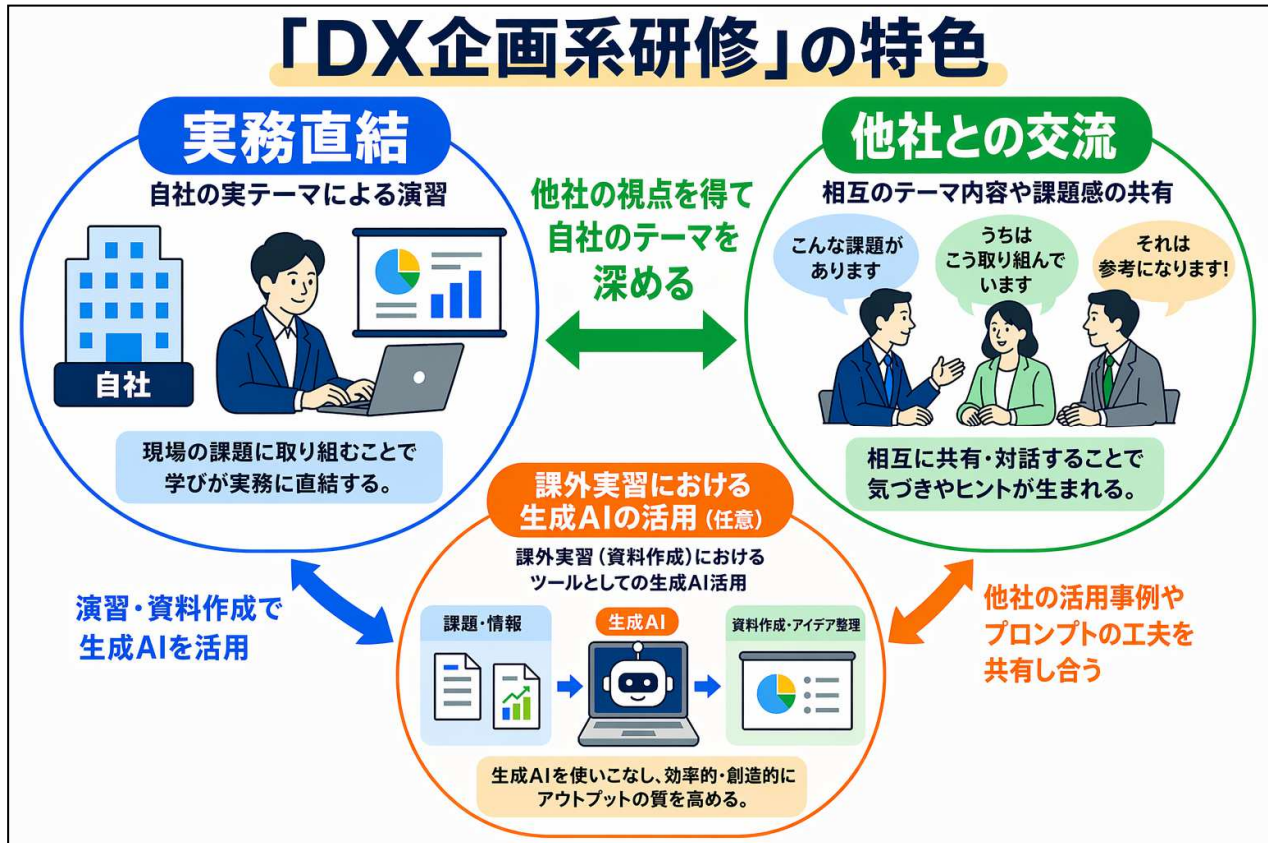 「DX企画系研修」の特色
実務直結
自社の実テーマによる演習
自社
現場の課題に取り組むことで
学びが実務に直結する。
他社の視点を得て
自社のテーマを
深める
他社との交流
相互のテーマ内容や課題感の共有
こんな課題が
あります
うちは
こう取り組んで
います
それは
参考になります!
相互に共有・対話することで
気づきやヒントが生まれる。
演習・資料作成で
生成AIを活用
課外実習における
生成AIの活用(任意)
課外実習(資料作成)における
ツールとしての生成AI活用
課題・情報
生成AI
資料作成・アイデア整理
生成AIを使いこなし、効率的・創造的に
アウトプットの質を高める。
他社の活用事例や
プロンプトの工夫を
共有し合う